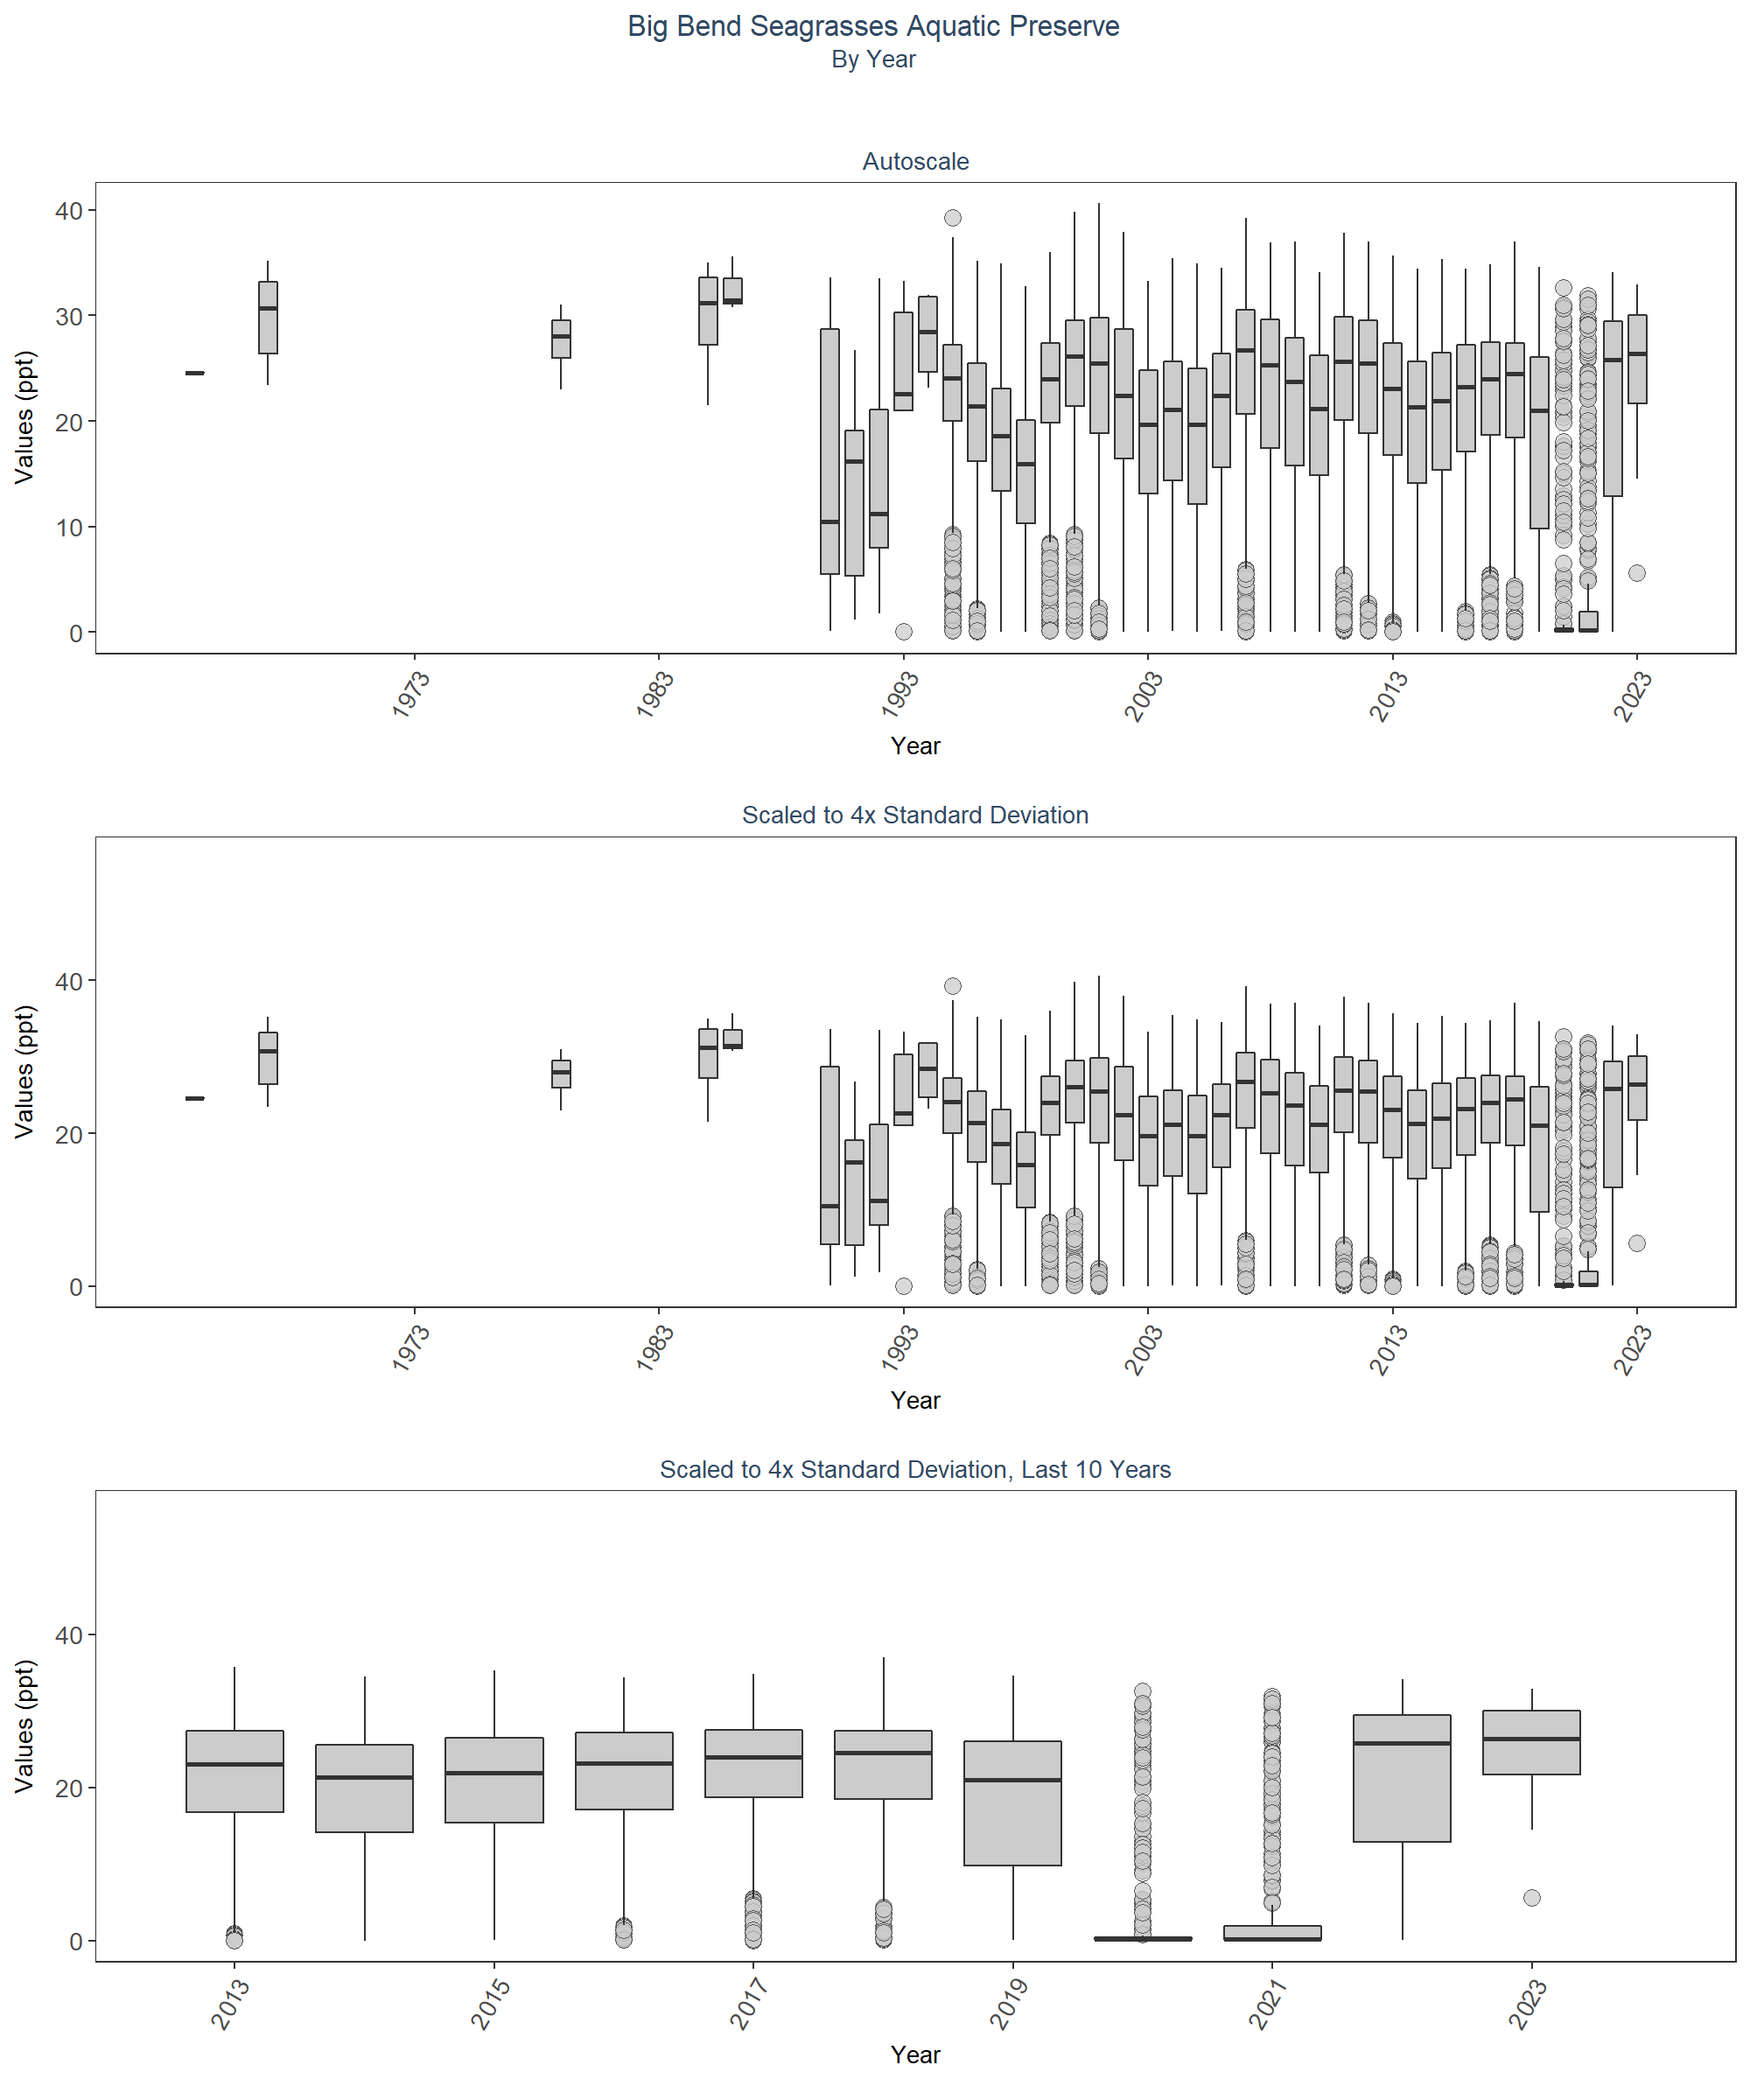 Big Bend Seagrasses Aquatic Preserve
By Year
Autoscale
Values (ppt)
40
30
20
10
0
1973
1983
1993
2003
2013
2023
Year
Scaled to 4x Standard Deviation
Values (ppt)
40
20
0
1973
1983
1993
2003
2013
2023
Year
Scaled to 4x Standard Deviation, Last 10 Years
Values (ppt)
40
20
0
2013
2015
2017
2019
2021
2023
Year